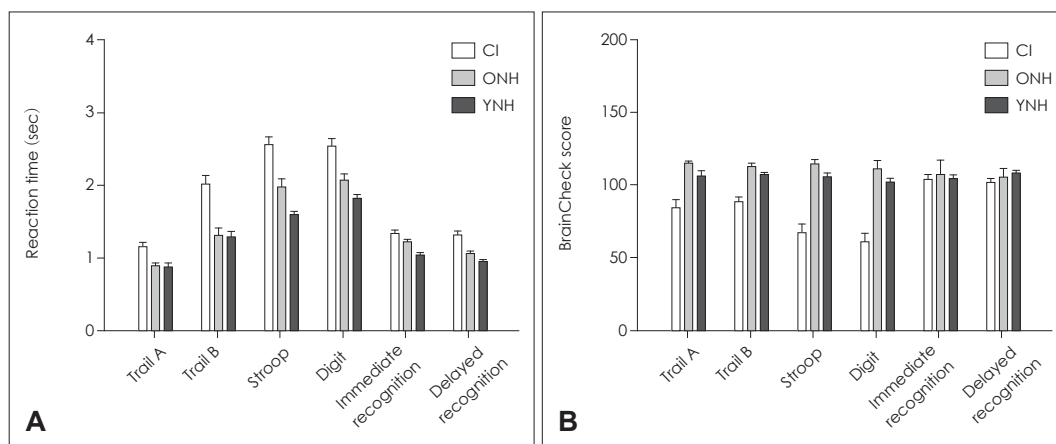 4
3
2
1
0
Reaction time (sec)
CI
ONH
YNH
Trail A
Trail B
Stroop
Digit
Immediate
recognition
Delayed
recognition
A
200
150
100
50
0
BrainCheck score
CI
ONH
YNH
Trail A
Trail B
Stroop
Digit
Immediate
recognition
Delayed
recognition
B